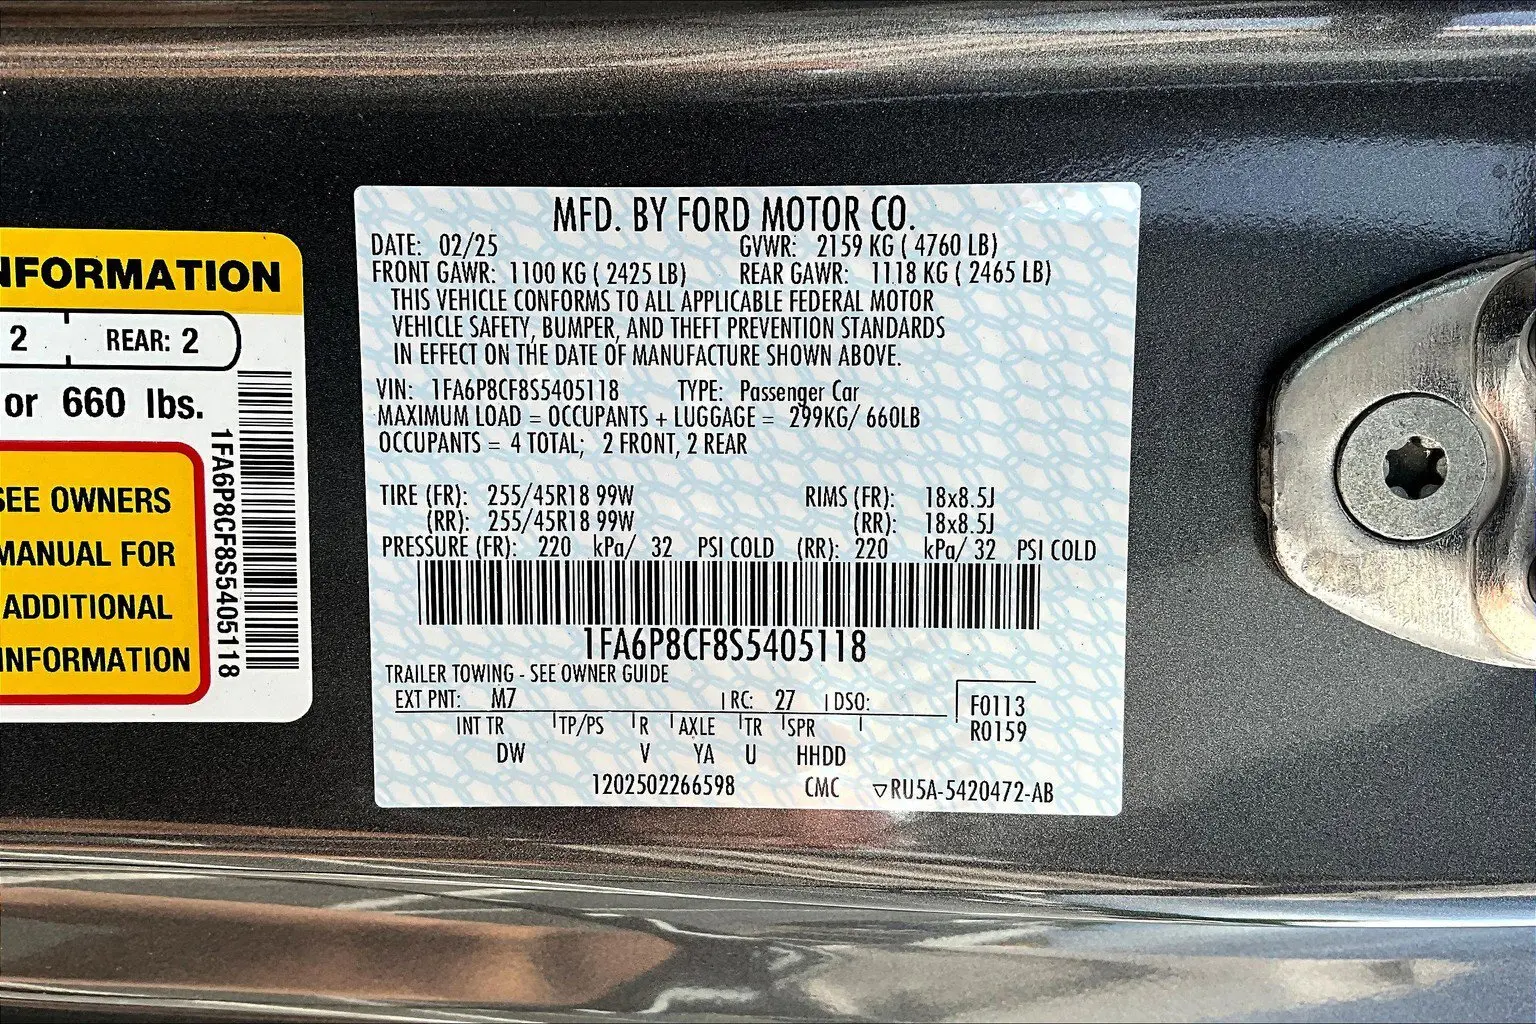 NFORMATION
2 REAR: 2
or 660 lbs.
SEE OWNERS
MANUAL FOR
ADDITIONAL
INFORMATION
1FA6P8CF8S5405118
MFD. BY FORD MOTOR CO.
DATE: 02/25 GVWR: 2159 KG ( 4760 LB)
FRONT GAWR: 1100 KG ( 2425 LB) REAR GAWR: 1118 KG ( 2465 LB)
THIS VEHICLE CONFORMS TO ALL APPLICABLE FEDERAL MOTOR
VEHICLE SAFETY, BUMPER, AND THEFT PREVENTION STANDARDS
IN EFFECT ON THE DATE OF MANUFACTURE SHOWN ABOVE.
VIN: 1FA6P8CF8S5405118 TYPE: Passenger Car
MAXIMUM LOAD = OCCUPANTS + LUGGAGE = 299KG/ 660LB
OCCUPANTS = 4 TOTAL; 2 FRONT, 2 REAR
TIRE (FR): 255/45R18 99W RIMS (FR): 18x8.5J
(RR): 255/45R18 99W (RR): 18x8.5J
PRESSURE (FR): 220 kPa/ 32 PSI COLD (RR): 220 kPa/ 32 PSI COLD
1FA6P8CF8S5405118
TRAILER TOWING - SEE OWNER GUIDE
EXT PNT: M7 RC: 27 DSO: F0113
INT TR TP/PS R AXLE TR SPR R0159
DW V YA U HHDD
1202502266598 CMC ▽RU5A-5420472-AB